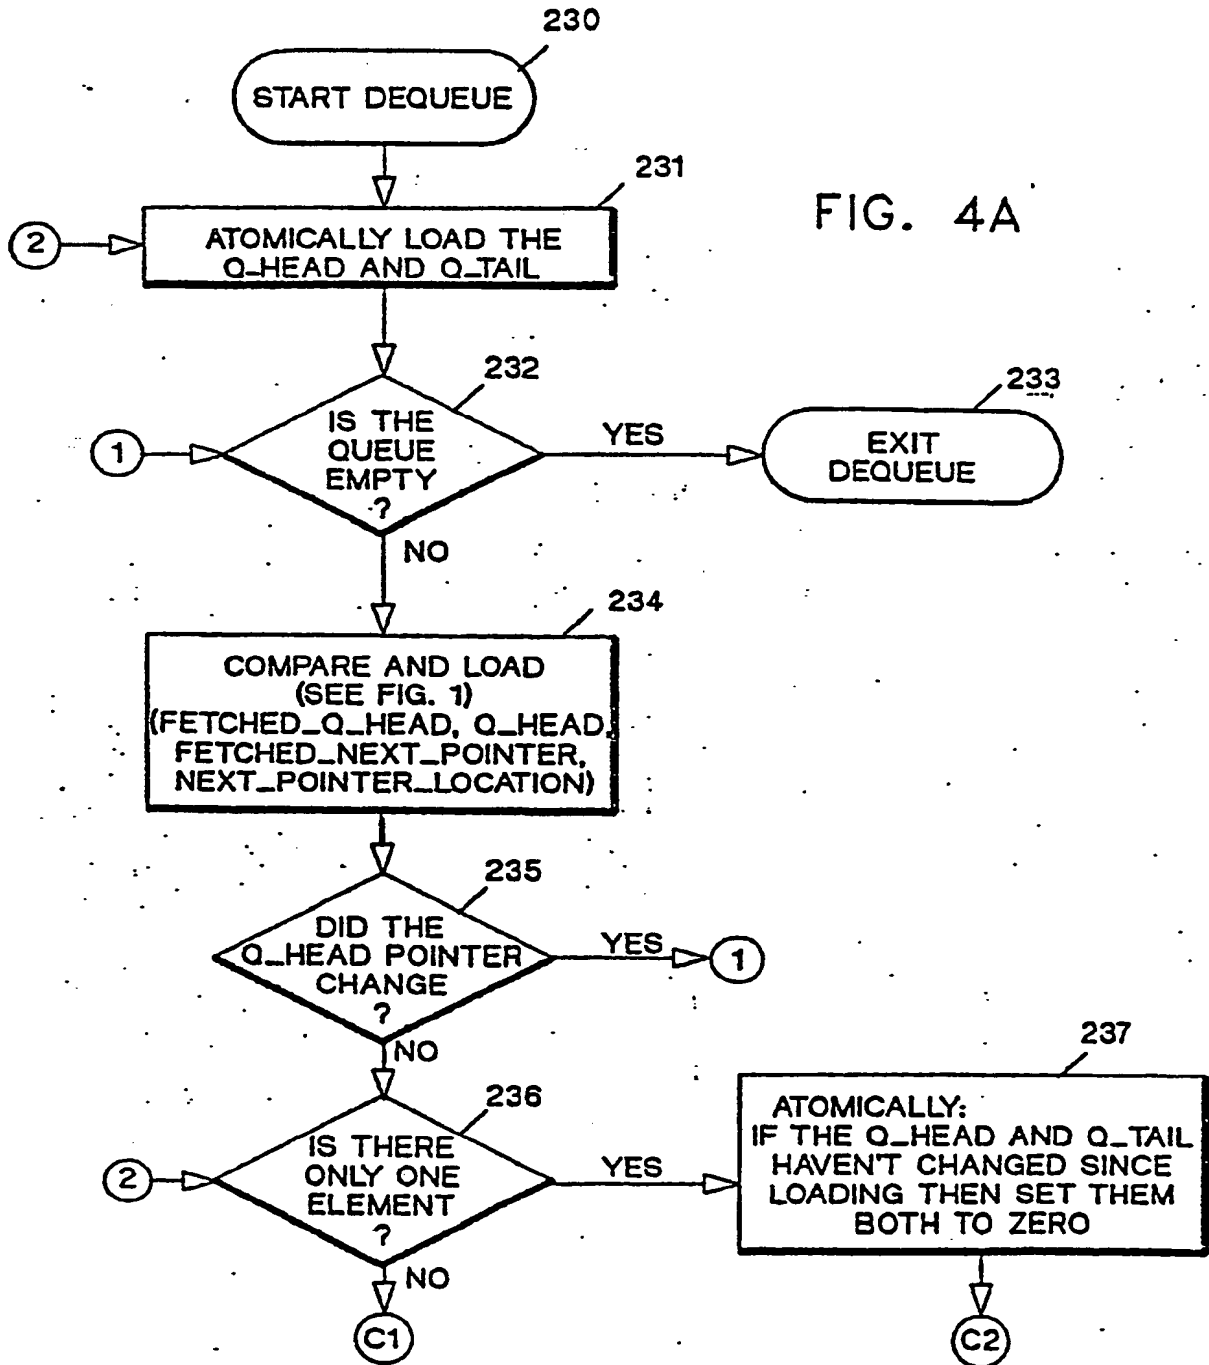 230
START DEQUEUE
231
FIG. 4A
2
ATOMICALLY LOAD THE
Q_HEAD AND Q_TAIL
232
233
1
IS THE
QUEUE
EMPTY
?
YES
EXIT
DEQUEUE
NO
234
COMPARE AND LOAD
(SEE FIG. 1)
(FETCHED_Q_HEAD, Q_HEAD,
FETCHED_NEXT_POINTER,
NEXT_POINTER_LOCATION)
235
DID THE
Q_HEAD POINTER
CHANGE
?
YES
1
NO
236
237
2
IS THERE
ONLY ONE
ELEMENT
?
YES
ATOMICALLY:
IF THE Q_HEAD AND Q_TAIL
HAVEN'T CHANGED SINCE
LOADING THEN SET THEM
BOTH TO ZERO
NO
C1
C2